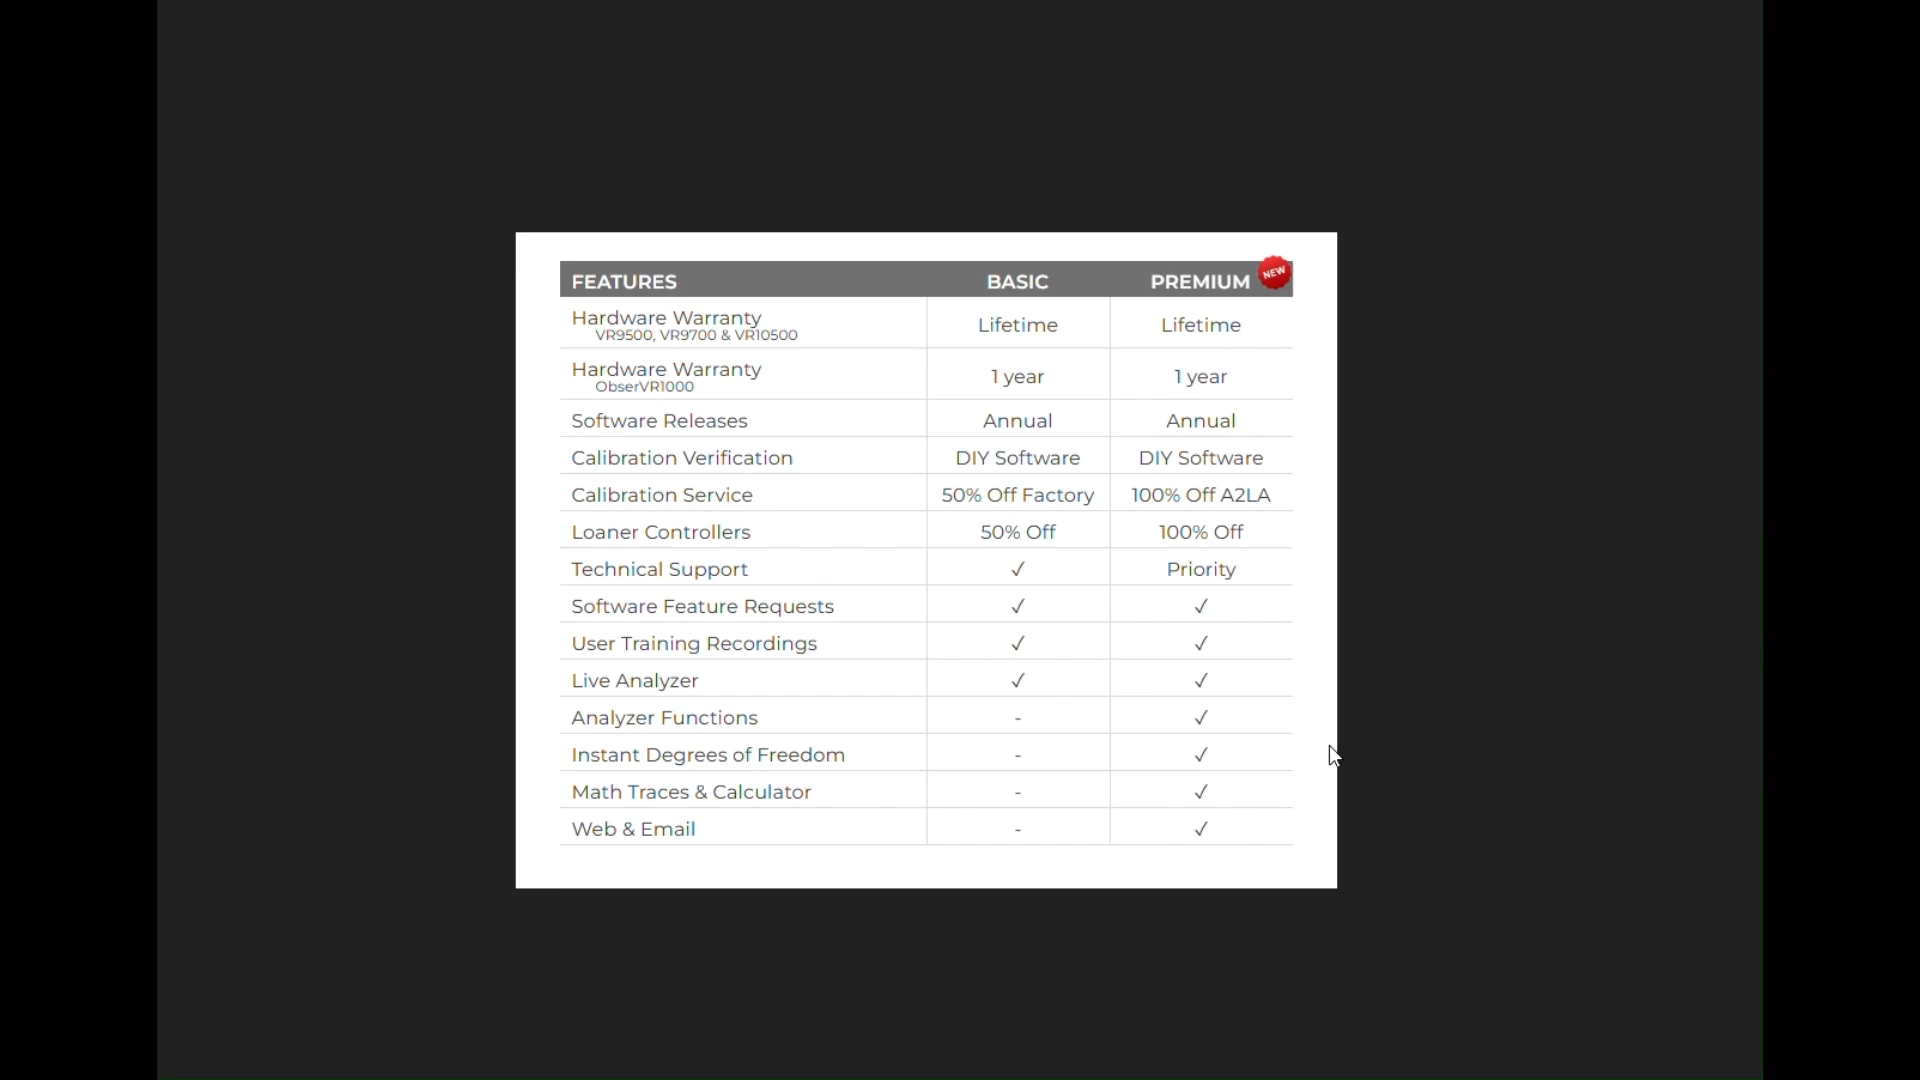 FEATURES BASIC PREMIUM NEW
Hardware Warranty
VR9500, VR9700 & VR10500 Lifetime Lifetime
Hardware Warranty
ObserVR1000 1 year 1 year
Software Releases Annual Annual
Calibration Verification DIY Software DIY Software
Calibration Service 50% Off Factory 100% Off A2LA
Loaner Controllers 50% Off 100% Off
Technical Support ✓ Priority
Software Feature Requests ✓ ✓
User Training Recordings ✓ ✓
Live Analyzer ✓ ✓
Analyzer Functions - ✓
Instant Degrees of Freedom - ✓
Math Traces & Calculator - ✓
Web & Email - ✓